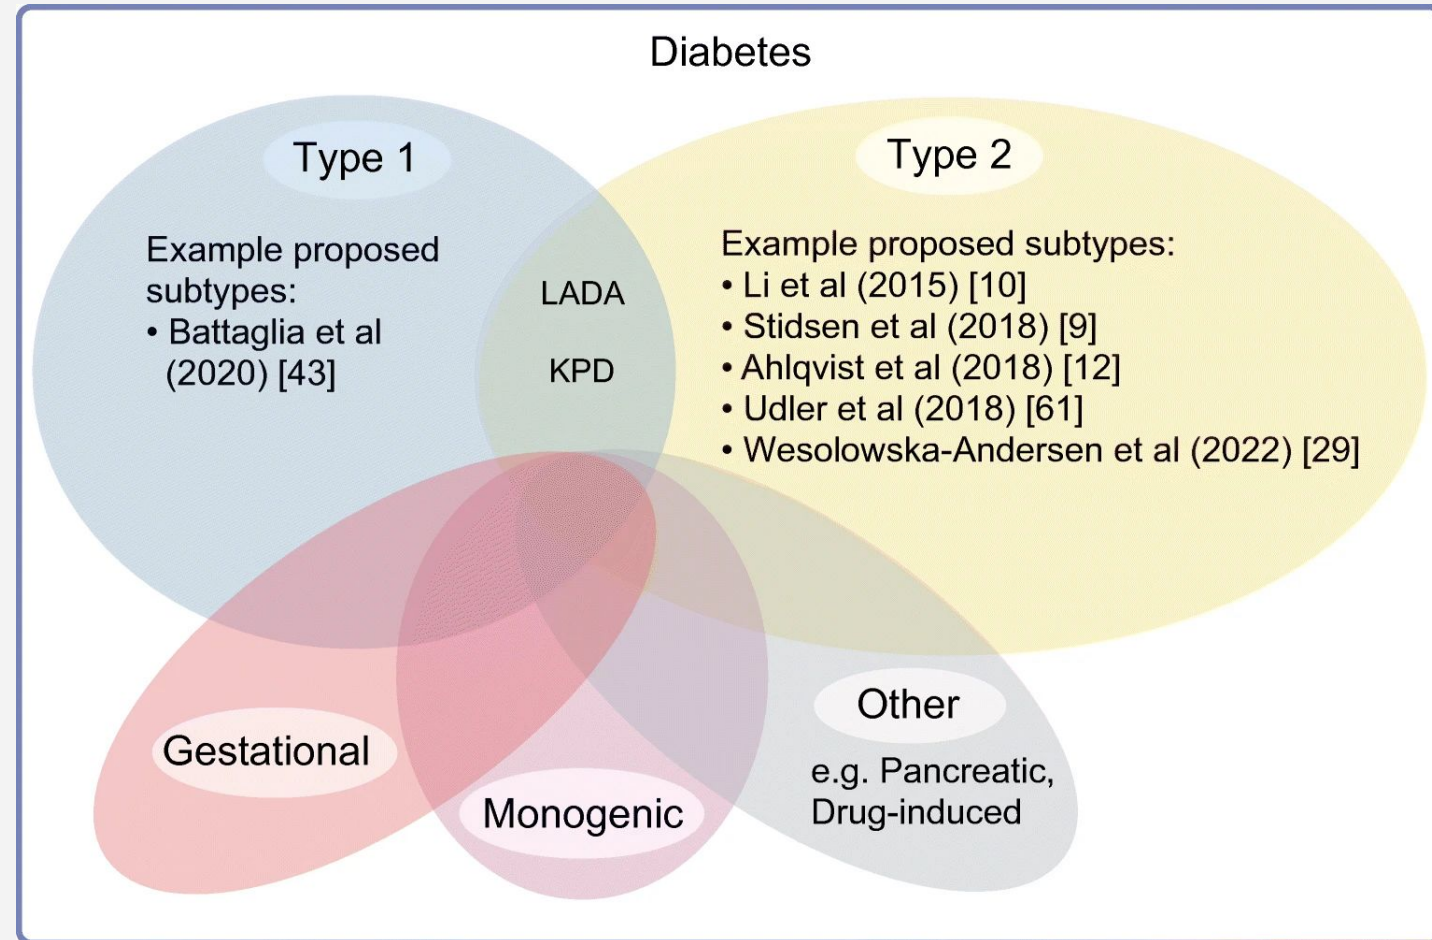 Diabetes
Type 1
Example proposed
subtypes:
• Battaglia et al
(2020) [43]
LADA
KPD
Type 2
Example proposed subtypes:
• Li et al (2015) [10]
• Stidsen et al (2018) [9]
• Ahlqvist et al (2018) [12]
• Udler et al (2018) [61]
• Wesolowska-Andersen et al (2022) [29]
Gestational
Monogenic
Other
e.g. Pancreatic,
Drug-induced